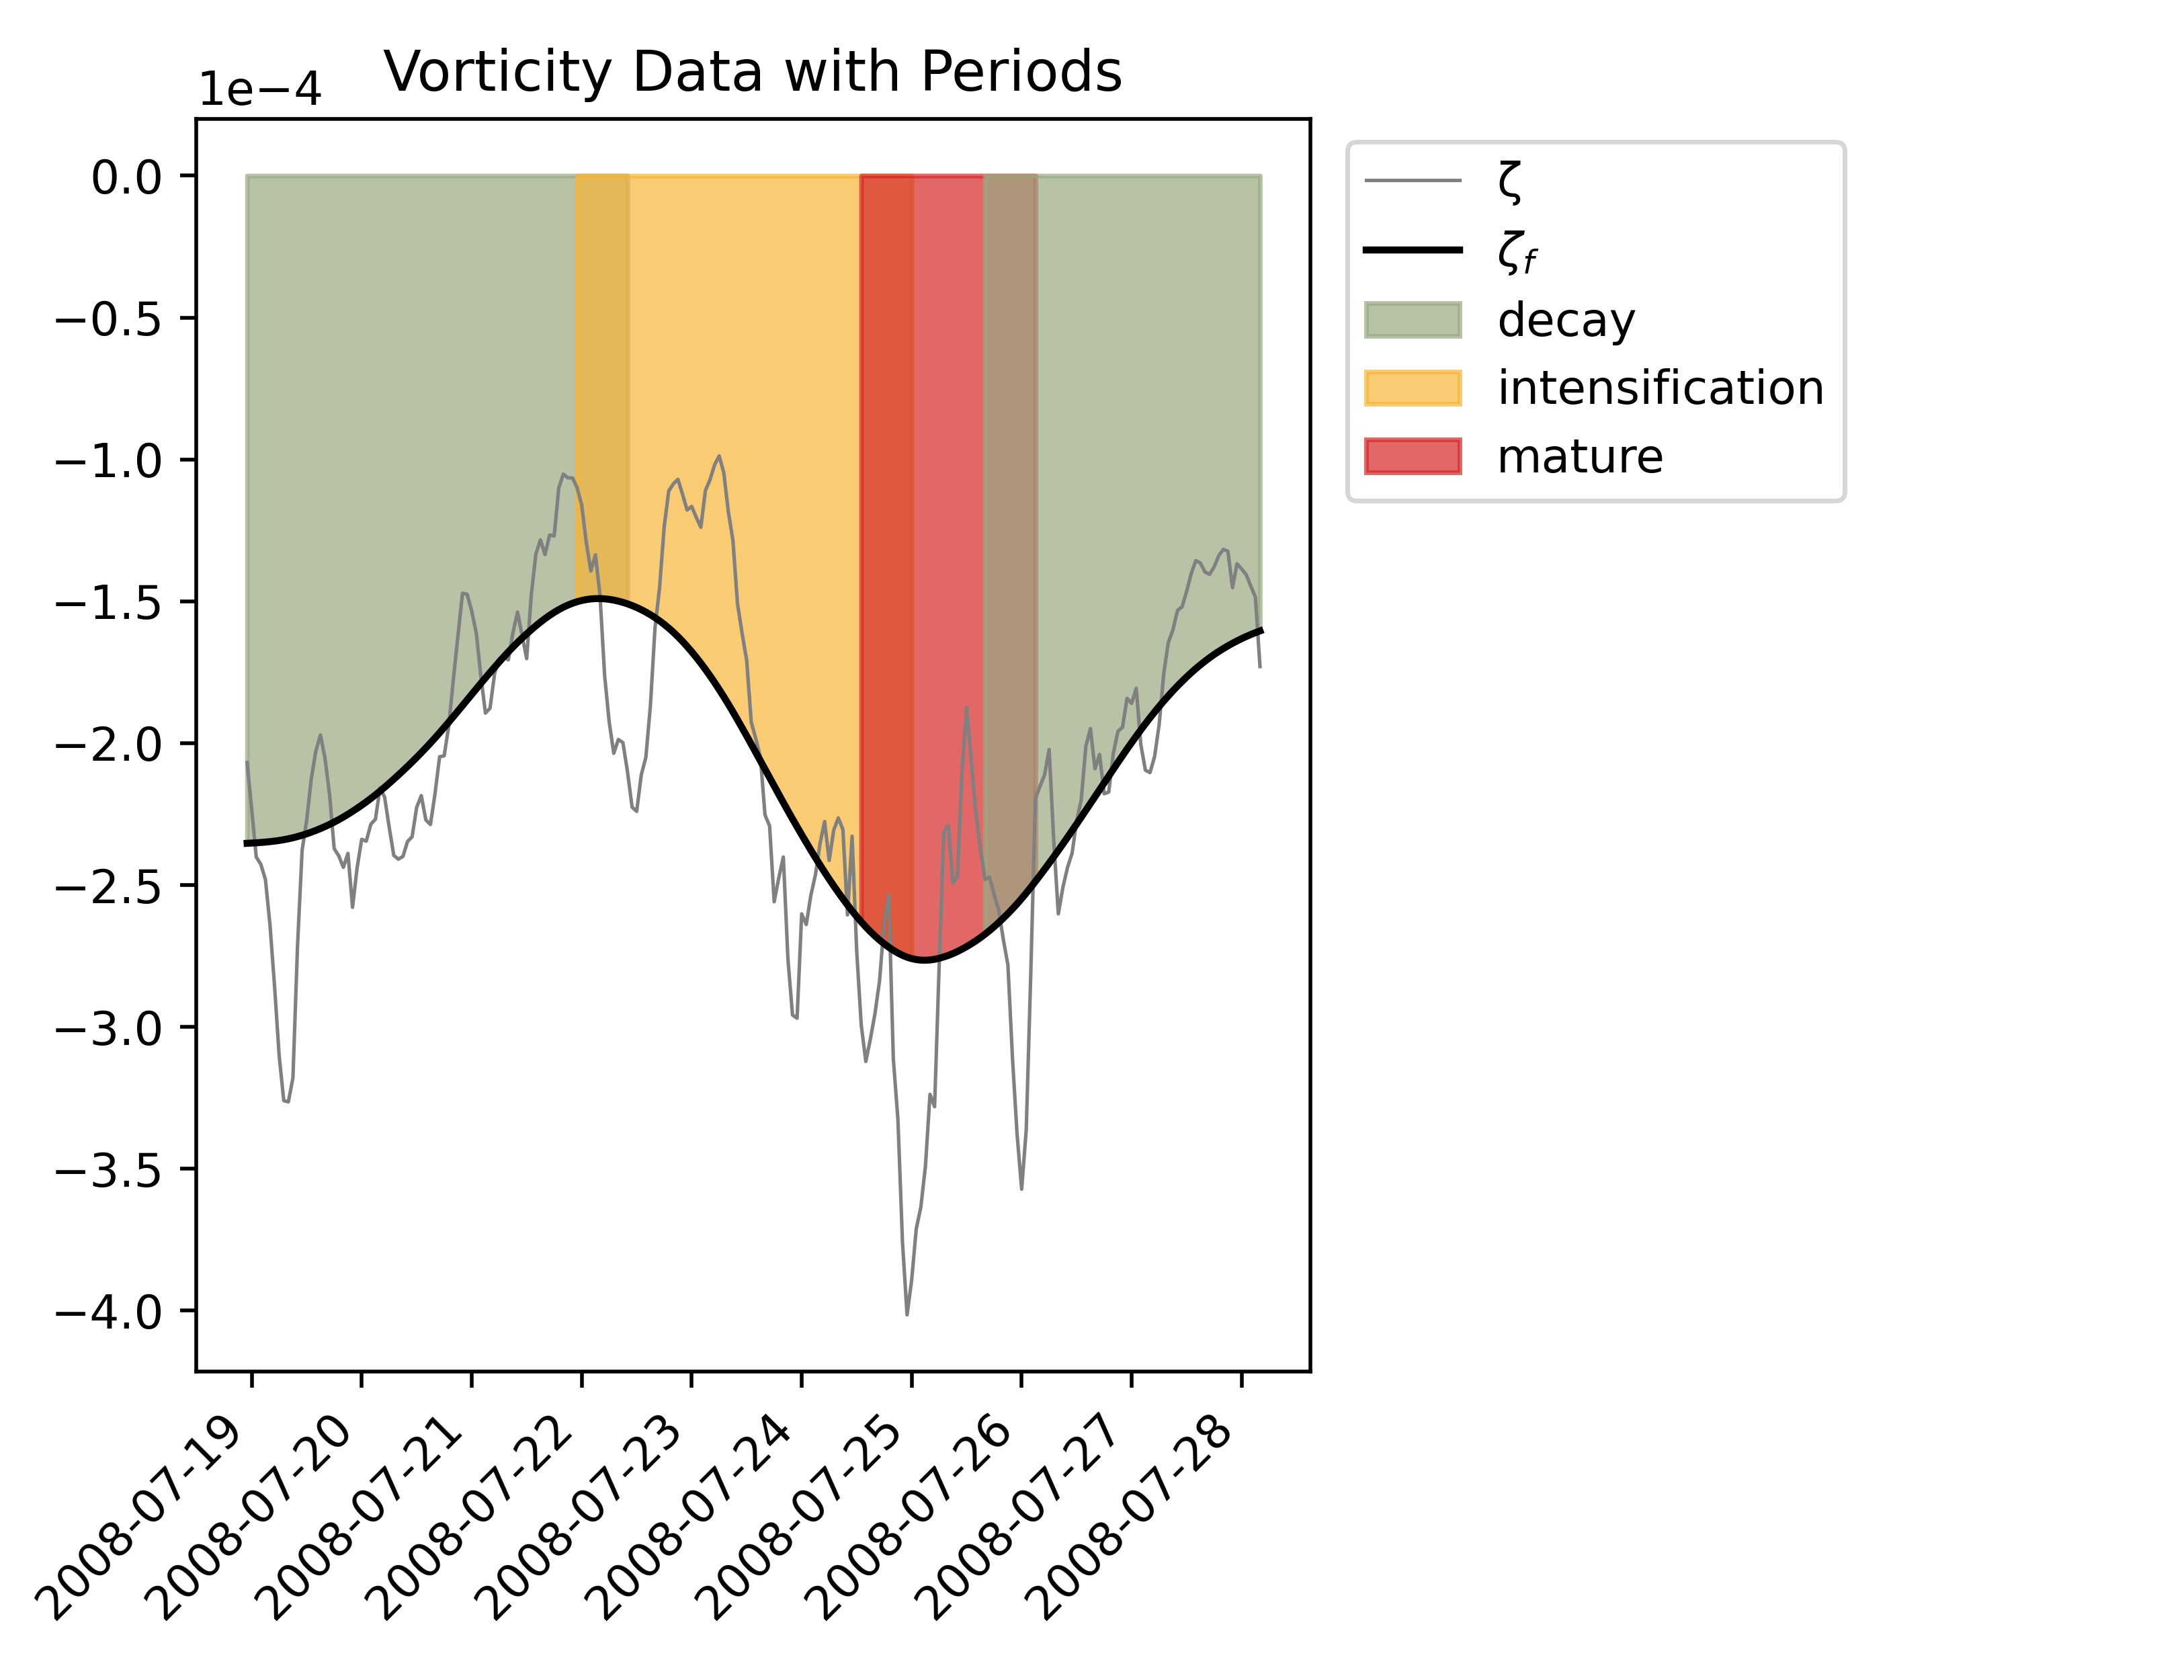 Vorticity Data with Periods
1e−4
0.0
−0.5
−1.0
−1.5
−2.0
−2.5
−3.0
−3.5
−4.0
2008-07-19
2008-07-20
2008-07-21
2008-07-22
2008-07-23
2008-07-24
2008-07-25
2008-07-26
2008-07-27
2008-07-28
ζ
ζf
decay
intensification
mature